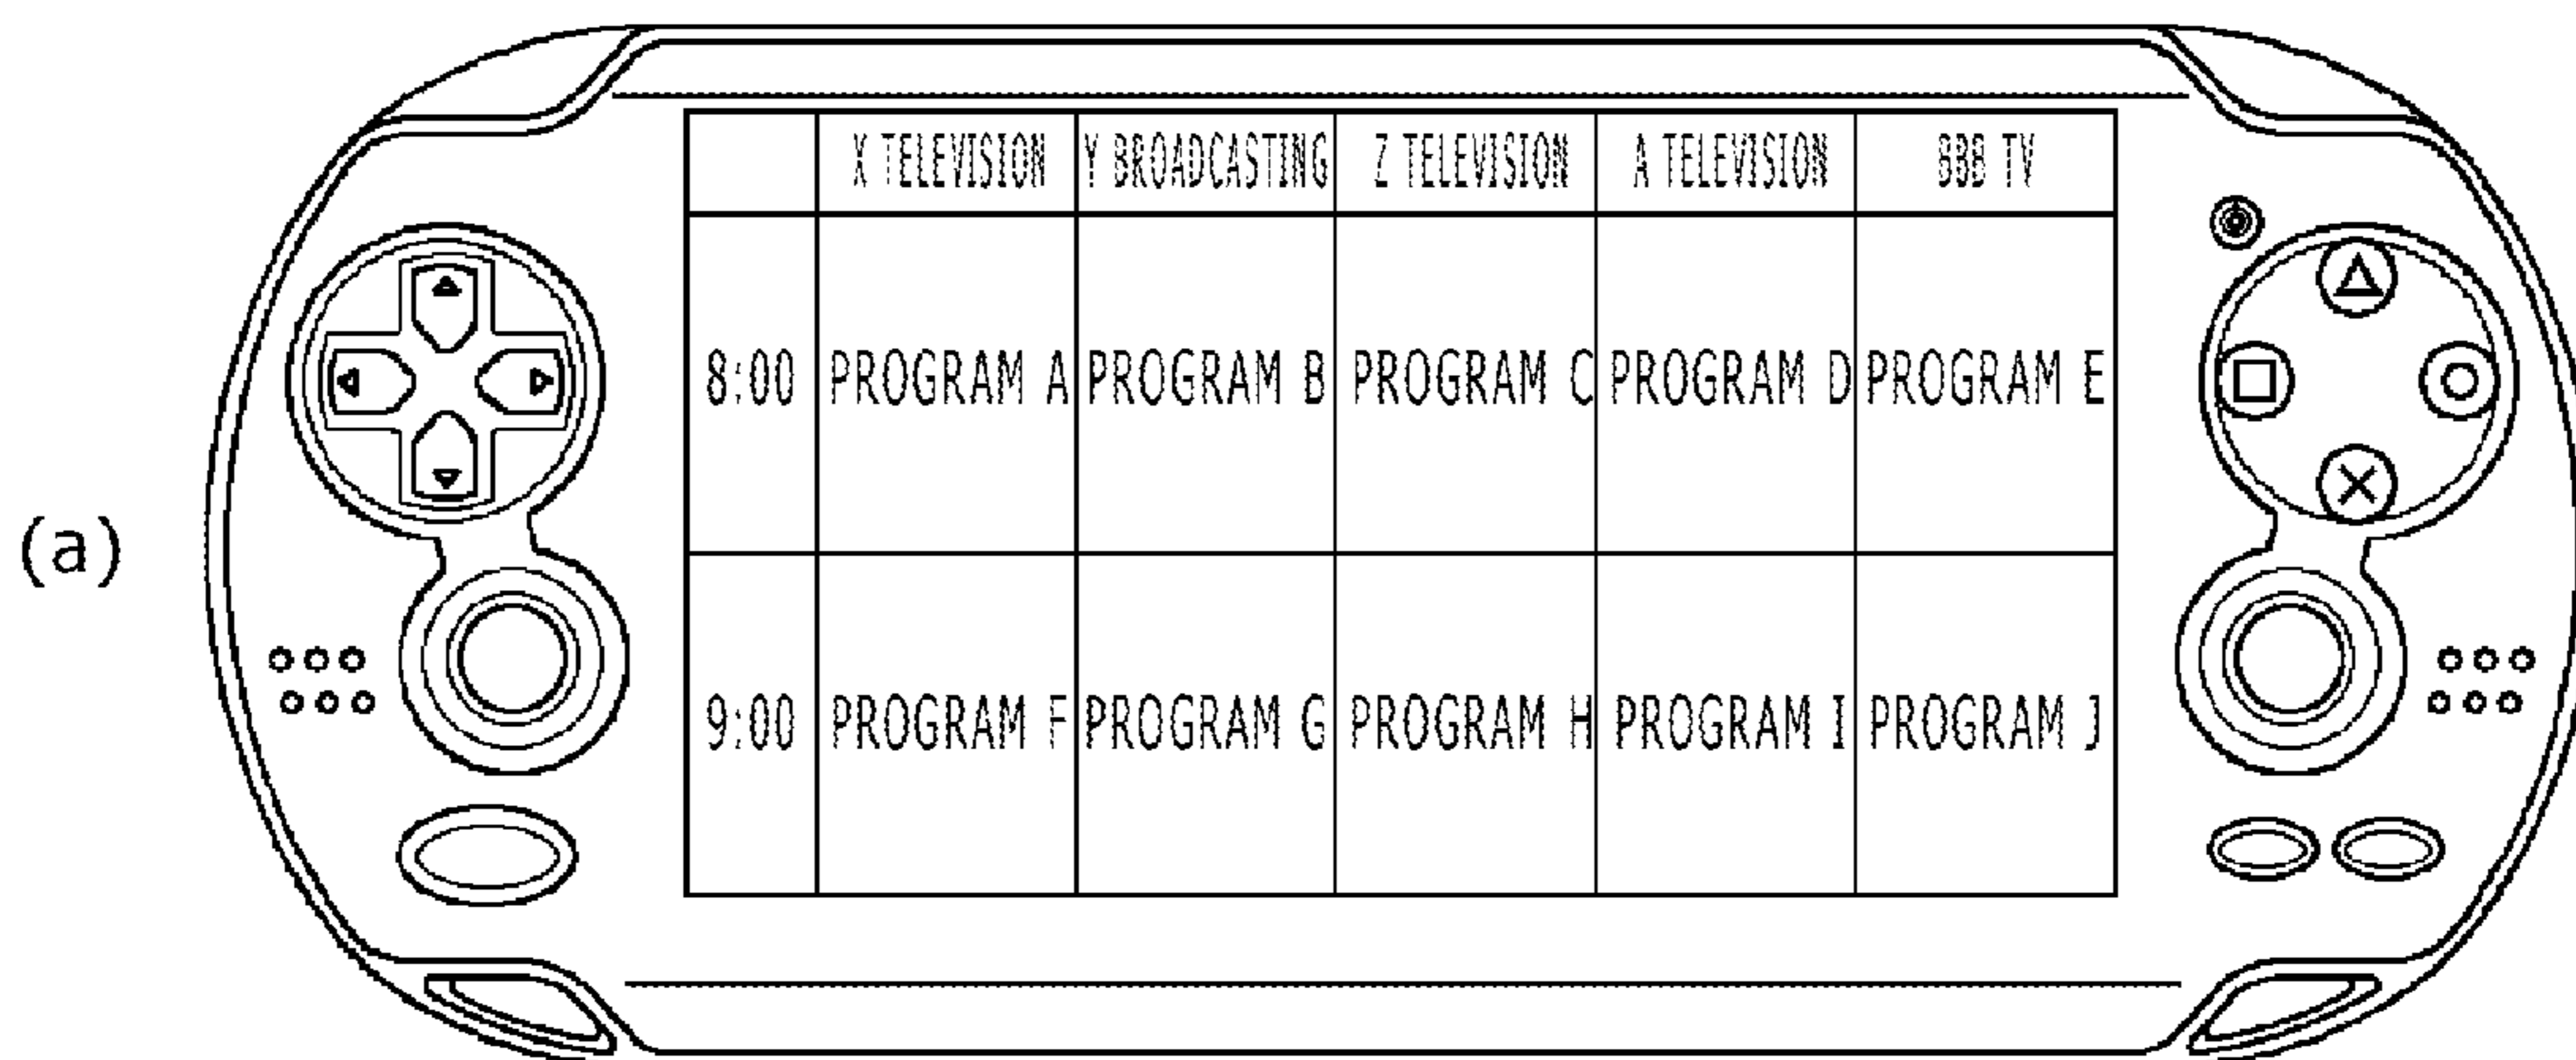 X TELEVISION Y BROADCASTING Z TELEVISION A TELEVISION BBB TV
8:00 PROGRAM A PROGRAM B PROGRAM C PROGRAM D PROGRAM E
(a)
9:00 PROGRAM F PROGRAM G PROGRAM H PROGRAM I PROGRAM J